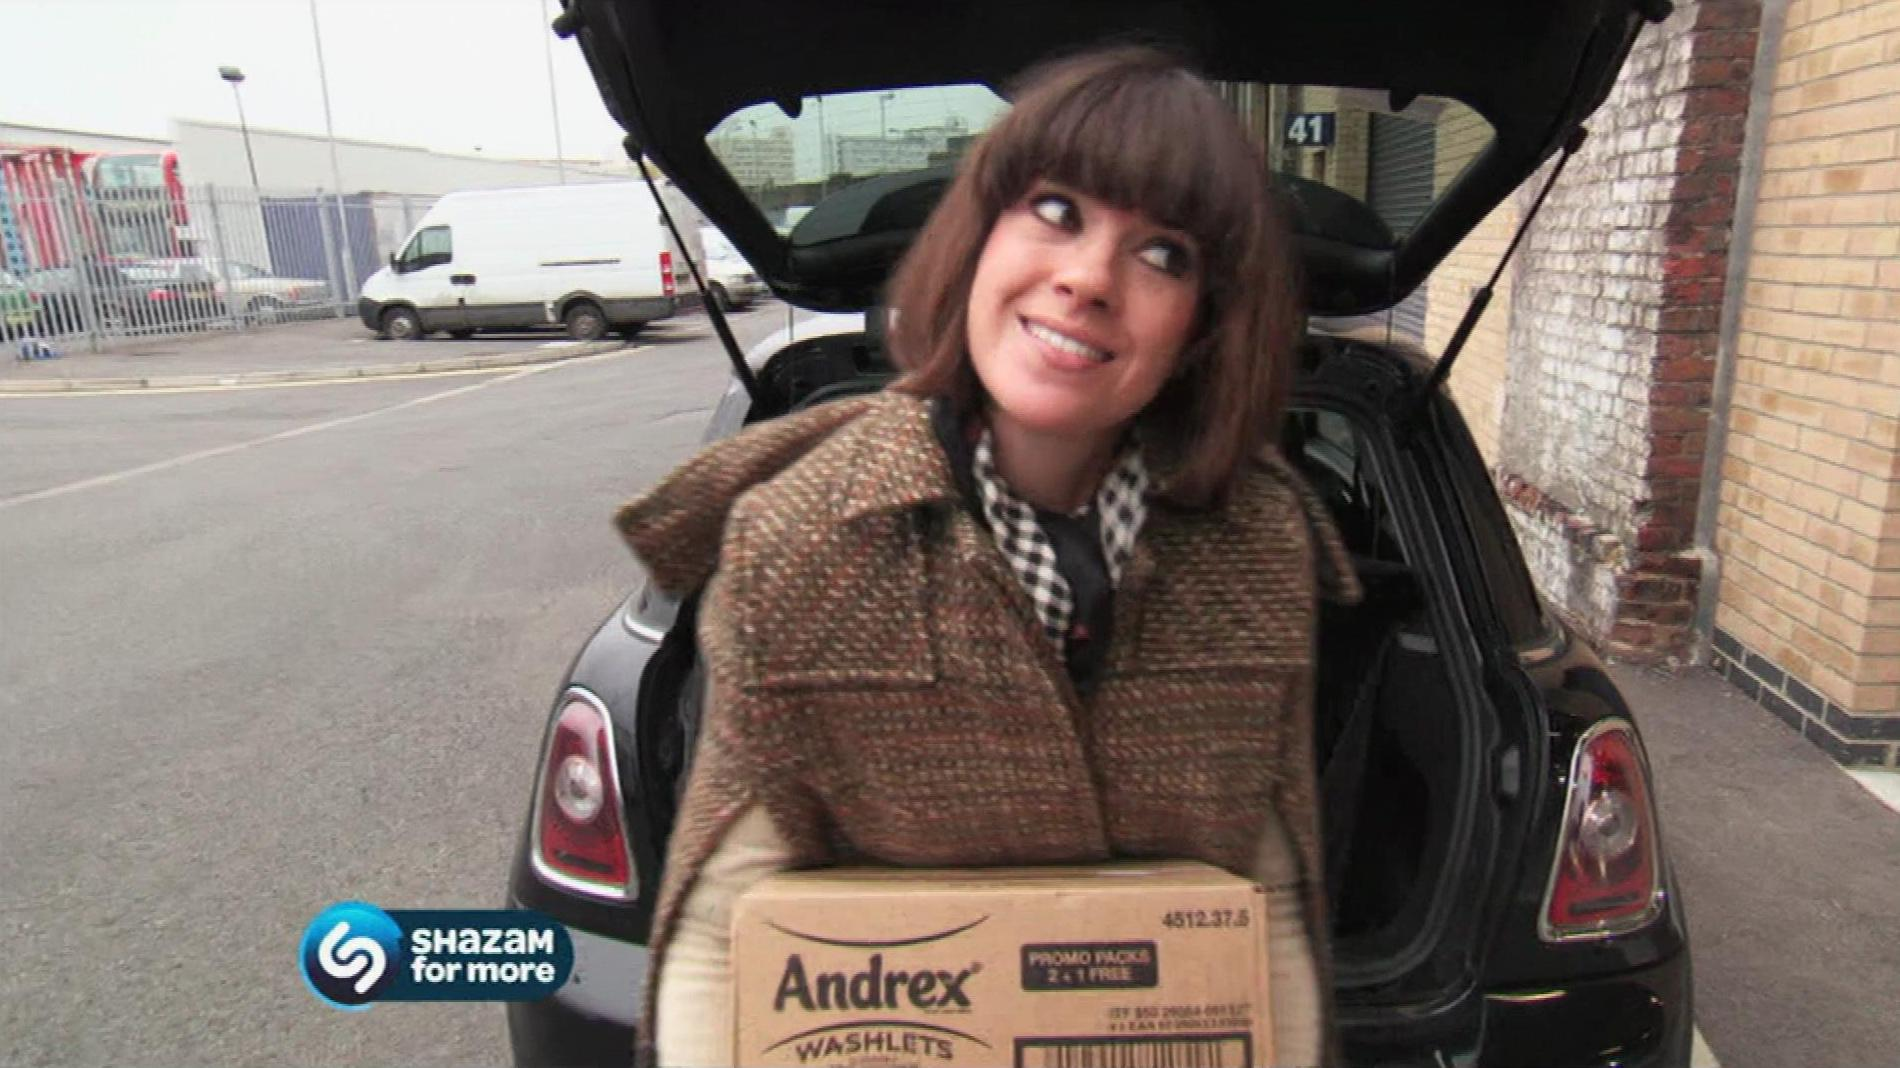 41
SHAZAM
for more
4512.37.5
Andrex®
PROMO PACKS
2 + 1 FREE
WASHLETS